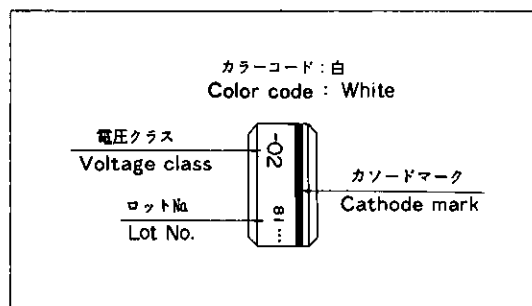 カラーコード：白
Color code : White
電圧クラス
Voltage class
-02
カソードマーク
Cathode mark
ロット№
Lot No.
81...